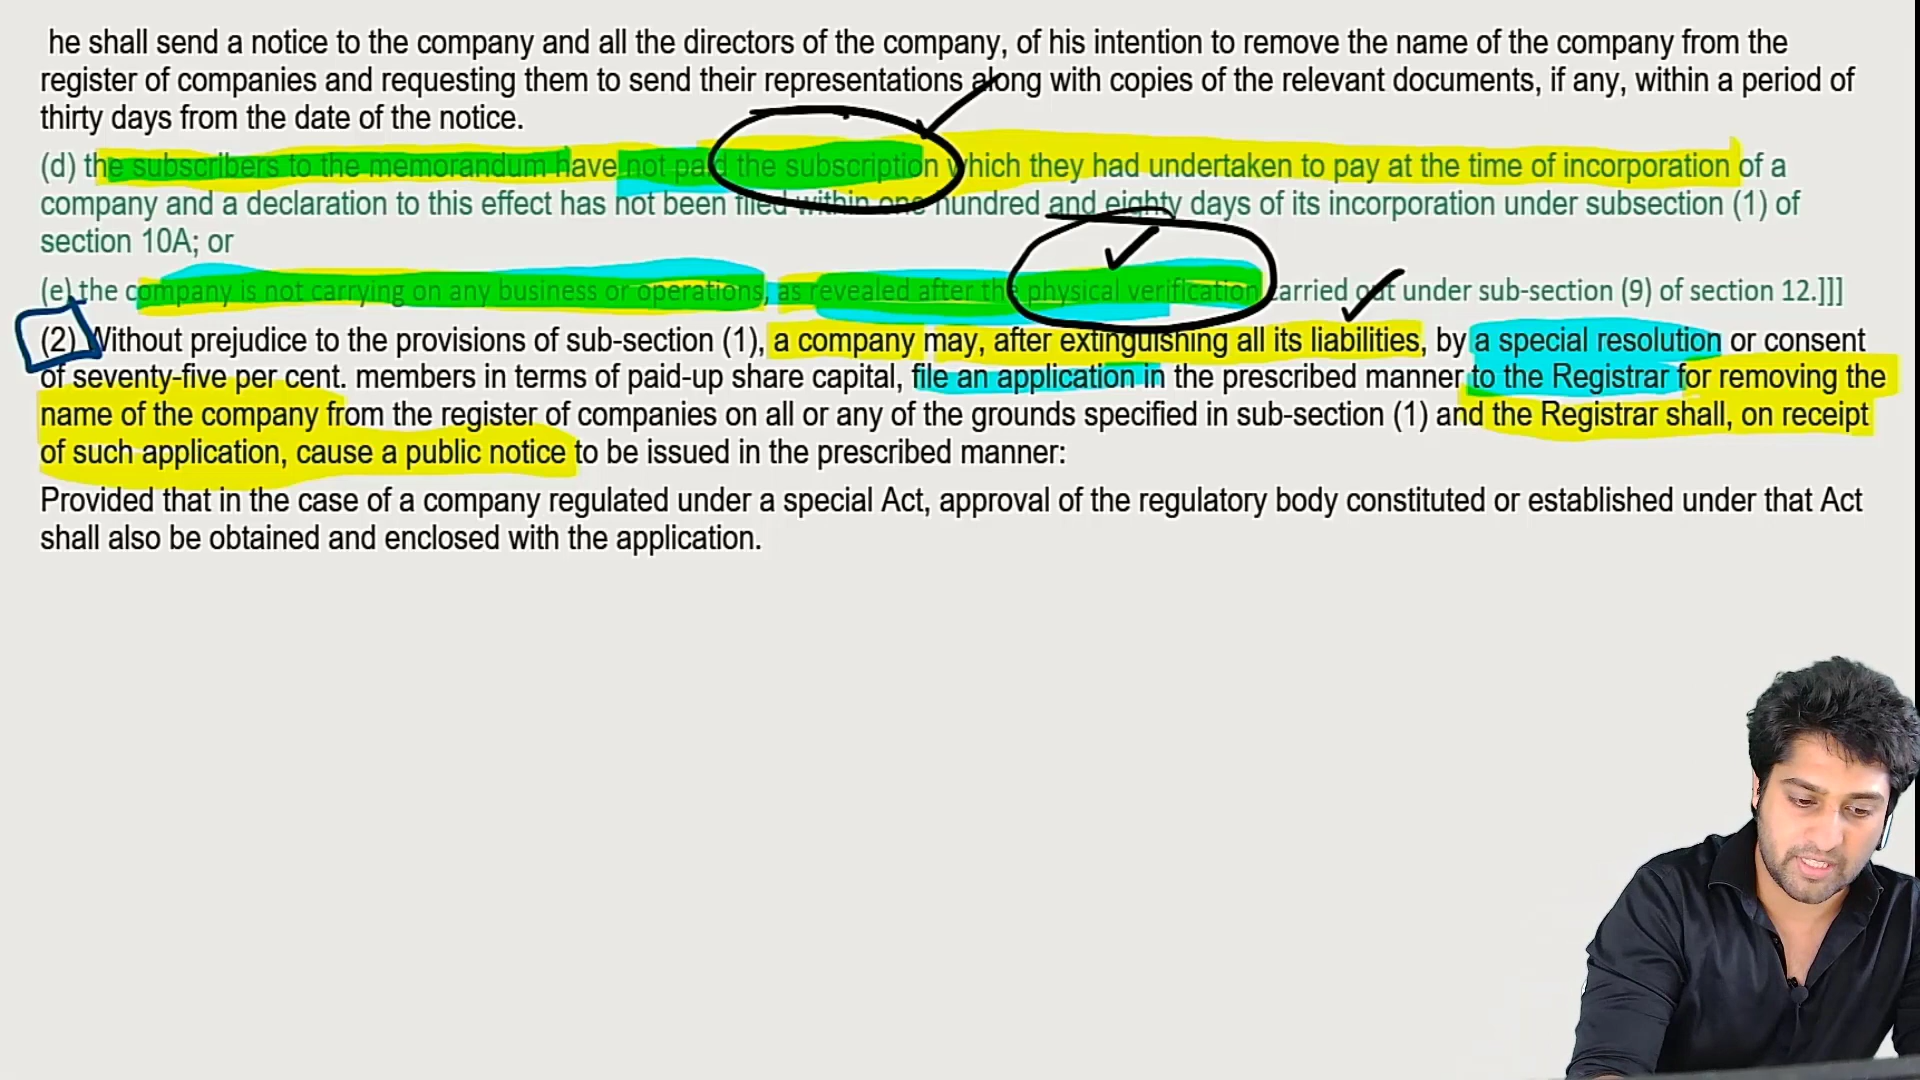 he shall send a notice to the company and all the directors of the company, of his intention to remove the name of the company from the
register of companies and requesting them to send their representations along with copies of the relevant documents, if any, within a period of
thirty days from the date of the notice.
(d) the subscribers to the memorandum have not paid the subscription which they had undertaken to pay at the time of incorporation of a
company and a declaration to this effect has not been filed within one hundred and eighty days of its incorporation under subsection (1) of
section 10A; or
(e) the company is not carrying on any business or operations, as revealed after the physical verification carried out under sub-section (9) of section 12.]]]
(2) Without prejudice to the provisions of sub-section (1), a company may, after extinguishing all its liabilities, by a special resolution or consent
of seventy-five per cent. members in terms of paid-up share capital, file an application in the prescribed manner to the Registrar for removing the
name of the company from the register of companies on all or any of the grounds specified in sub-section (1) and the Registrar shall, on receipt
of such application, cause a public notice to be issued in the prescribed manner:
Provided that in the case of a company regulated under a special Act, approval of the regulatory body constituted or established under that Act
shall also be obtained and enclosed with the application.